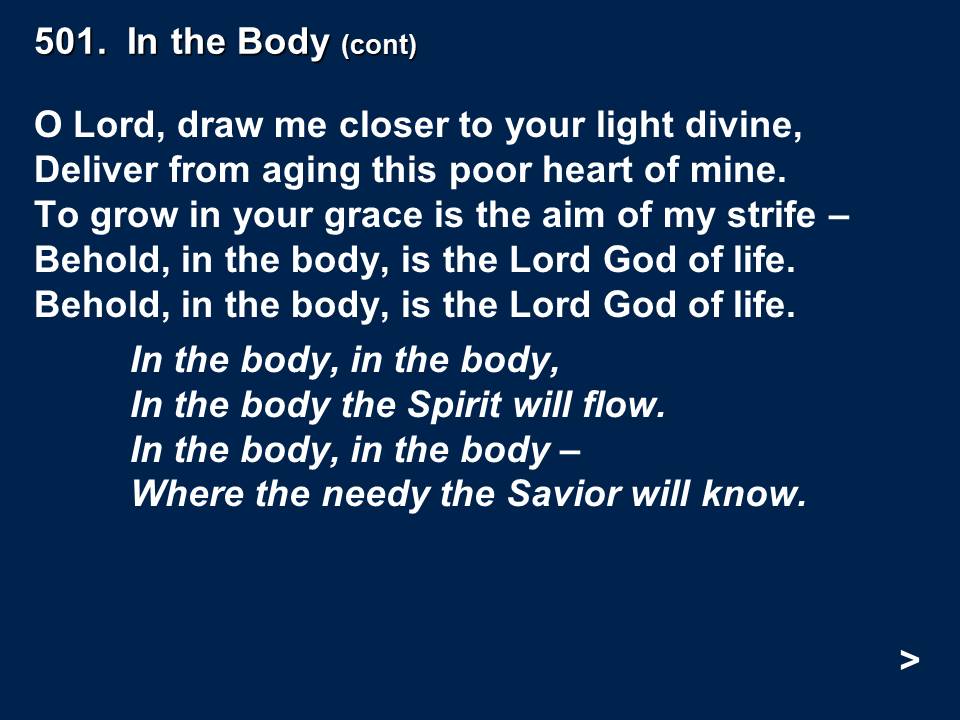 501. In the Body (cont)
O Lord, draw me closer to your light divine,
Deliver from aging this poor heart of mine.
To grow in your grace is the aim of my strife –
Behold, in the body, is the Lord God of life.
Behold, in the body, is the Lord God of life.
In the body, in the body,
In the body the Spirit will flow.
In the body, in the body –
Where the needy the Savior will know.
>